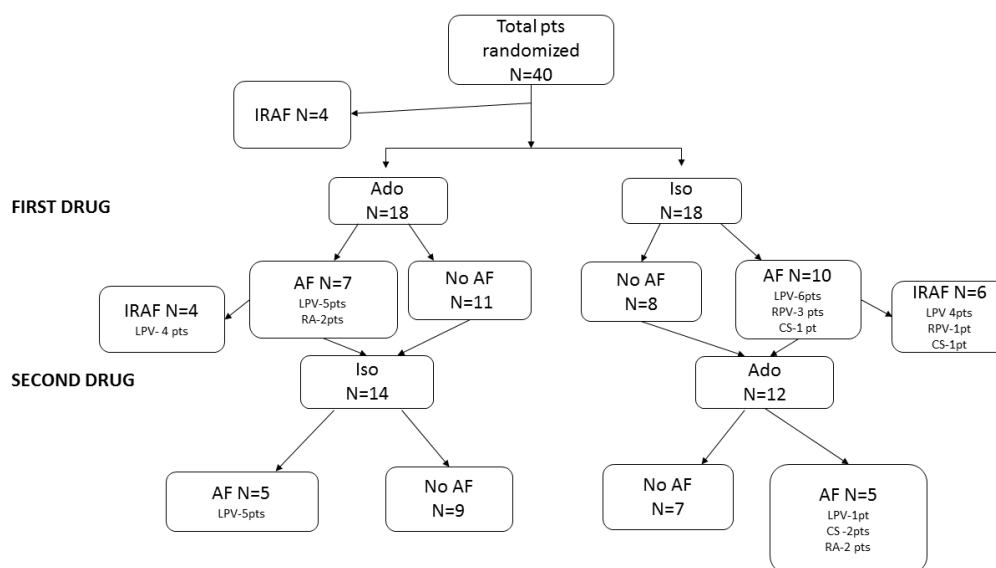 Total pts
randomized
N=40
IRAF N=4
FIRST DRUG
Ado
N=18
Iso
N=18
IRAF N=4
LPV- 4 pts
AF N=7
LPV-5pts
RA-2pts
No AF
N=11
No AF
N=8
AF N=10
LPV-6pts
RPV-3 pts
CS-1 pt
IRAF N=6
LPV 4pts
RPV-1pt
CS-1pt
SECOND DRUG
Iso
N=14
Ado
N=12
AF N=5
LPV-5pts
No AF
N=9
No AF
N=7
AF N=5
LPV-1pt
CS -2pts
RA-2 pts